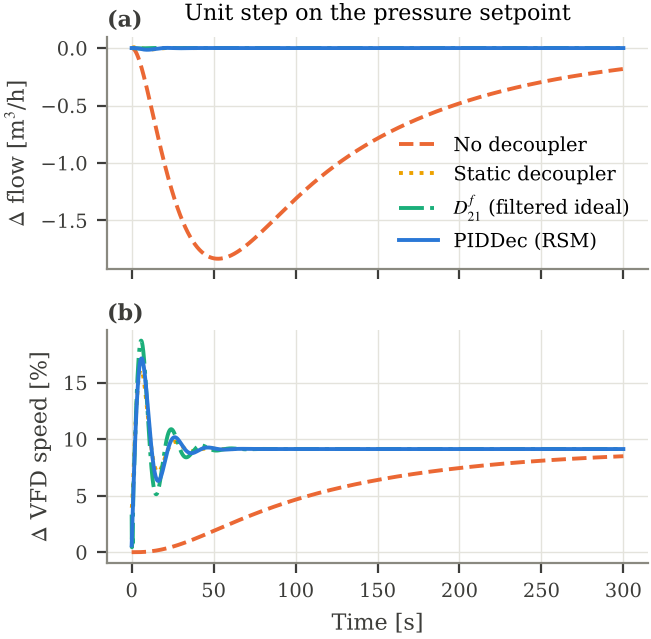 Unit step on the pressure setpoint
(a)
0.0
−0.5
−1.0
−1.5
Δ flow [m³/h]
No decoupler
Static decoupler
D₂₁ᶠ (filtered ideal)
PIDDec (RSM)
(b)
15
10
5
0
Δ VFD speed [%]
0 50 100 150 200 250 300
Time [s]